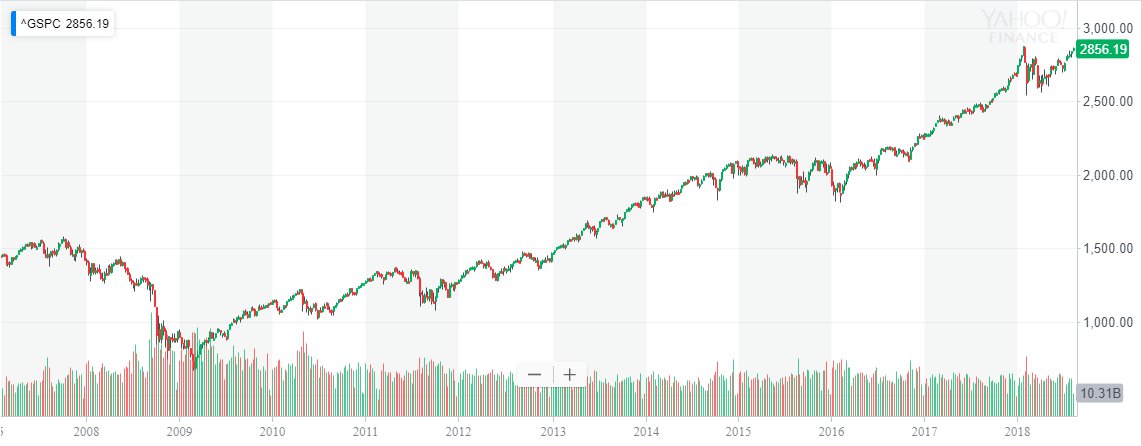 ^GSPC 2856.19
YAHOO!
FINANCE
3,000.00
2856.19
2,500.00
2,000.00
1,500.00
1,000.00
10.31B
2008 2009 2010 2011 2012 2013 2014 2015 2016 2017 2018